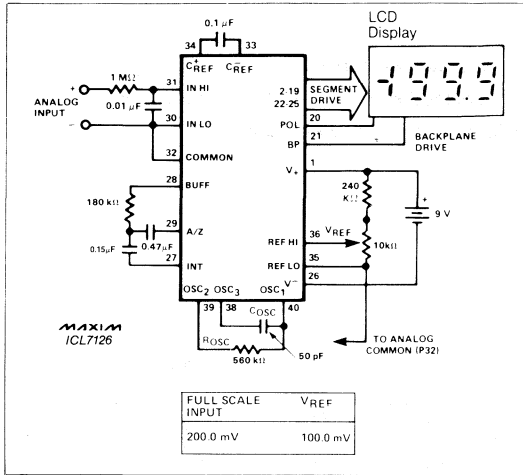 LCD
Display
0.1 µF
34 33
C+REF C-REF
1 MΩ
+
31
IN HI
ANALOG
INPUT
0.01 µF
30
IN LO
−
32
COMMON
28
BUFF
180 kΩ
29
A/Z
0.47µF
0.15µF
27
INT
2-19
22-25
SEGMENT
DRIVE
20
POL
21
BP
-199.9
BACKPLANE
DRIVE
1
V+
240
KΩ
+
9 V
36
REF HI
VREF
10kΩ
35
REF LO
26
V−
OSC2 OSC3 OSC1
39 38 40
COSC
ROSC
560 kΩ
50 pF
TO ANALOG
COMMON (P32)
MAXIM
ICL7126
FULL SCALE INPUT VREF
200.0 mV 100.0 mV